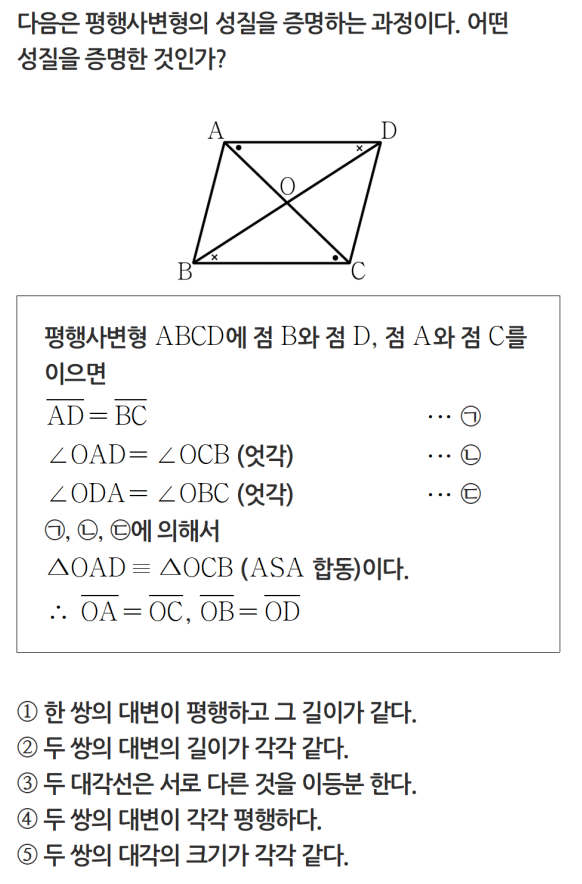 다음은 평행사변형의 성질을 증명하는 과정이다. 어떤
성질을 증명한 것인가?
A
D
O
B
C
평행사변형 ABCD에 점 B와 점 D, 점 A와 점 C를
이으면
$\overline{AD} = \overline{BC}$ … ㉠
∠OAD = ∠OCB (엇각) … ㉡
∠ODA = ∠OBC (엇각) … ㉢
㉠, ㉡, ㉢에 의해서
△OAD ≡ △OCB (ASA 합동)이다.
∴ $\overline{OA} = \overline{OC}$, $\overline{OB} = \overline{OD}$
① 한 쌍의 대변이 평행하고 그 길이가 같다.
② 두 쌍의 대변의 길이가 각각 같다.
③ 두 대각선은 서로 다른 것을 이등분 한다.
④ 두 쌍의 대변이 각각 평행하다.
⑤ 두 쌍의 대각의 크기가 각각 같다.